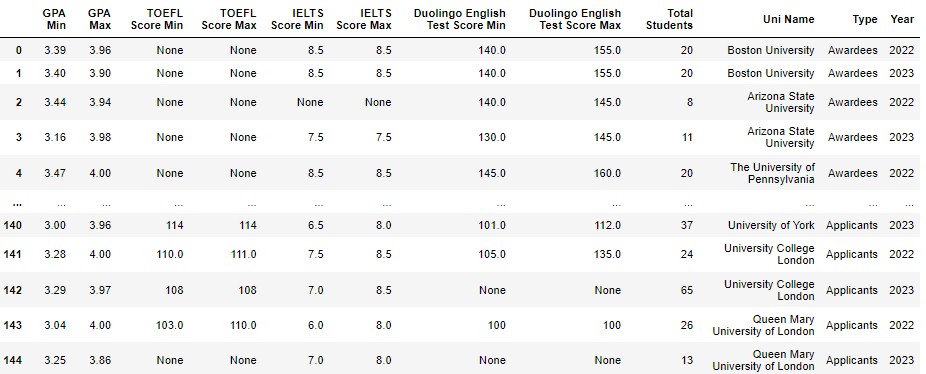 GPA Min GPA Max TOEFL Score Min TOEFL Score Max IELTS Score Min IELTS Score Max Duolingo English Test Score Min Duolingo English Test Score Max Total Students Uni Name Type Year
0 3.39 3.96 None None 8.5 8.5 140.0 155.0 20 Boston University Awardees 2022
1 3.40 3.90 None None 8.5 8.5 140.0 155.0 20 Boston University Awardees 2023
2 3.44 3.94 None None None None 140.0 145.0 8 Arizona State University Awardees 2022
3 3.16 3.98 None None 7.5 7.5 130.0 145.0 11 Arizona State University Awardees 2023
4 3.47 4.00 None None 8.5 8.5 145.0 160.0 20 The University of Pennsylvania Awardees 2022
... ... ... ... ... ... ... ... ... ... ... ... ...
140 3.00 3.96 114 114 6.5 8.0 101.0 112.0 37 University of York Applicants 2023
141 3.28 4.00 110.0 111.0 7.5 8.5 105.0 135.0 24 University College London Applicants 2022
142 3.29 3.97 108 108 7.0 8.5 None None 65 University College London Applicants 2023
143 3.04 4.00 103.0 110.0 6.0 8.0 100 100 26 Queen Mary University of London Applicants 2022
144 3.25 3.86 None None 7.0 8.0 None None 13 Queen Mary University of London Applicants 2023